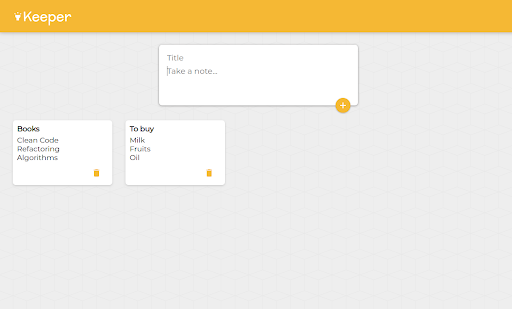 Keeper
Title
Take a note...
+
Books
Clean Code
Refactoring
Algorithms
To buy
Milk
Fruits
Oil